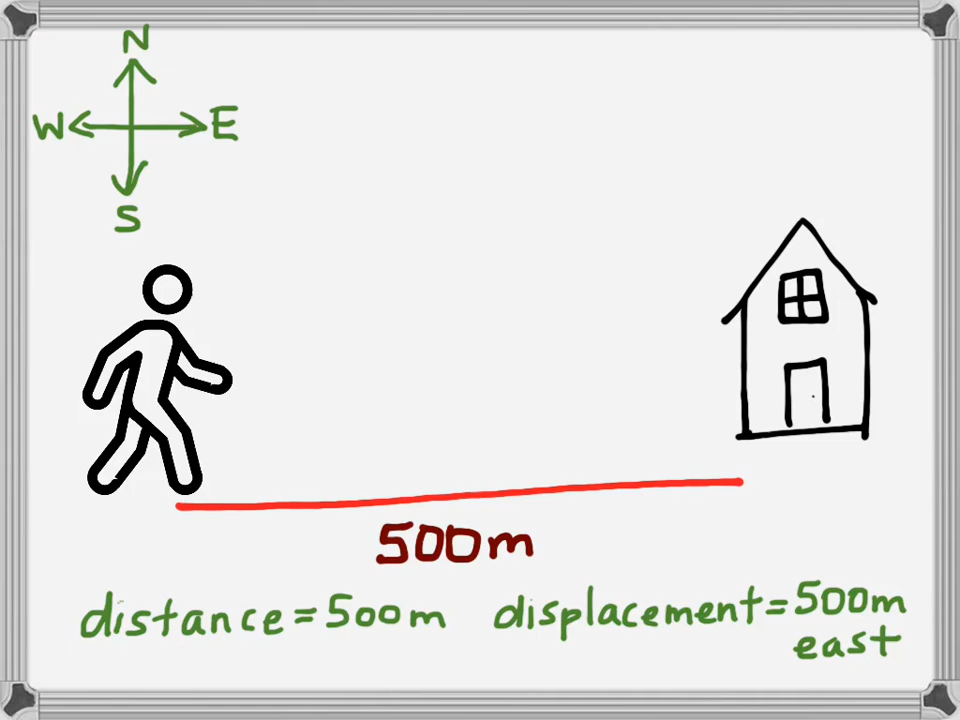 N
W E
S
500m
distance = 500m
displacement = 500m
east